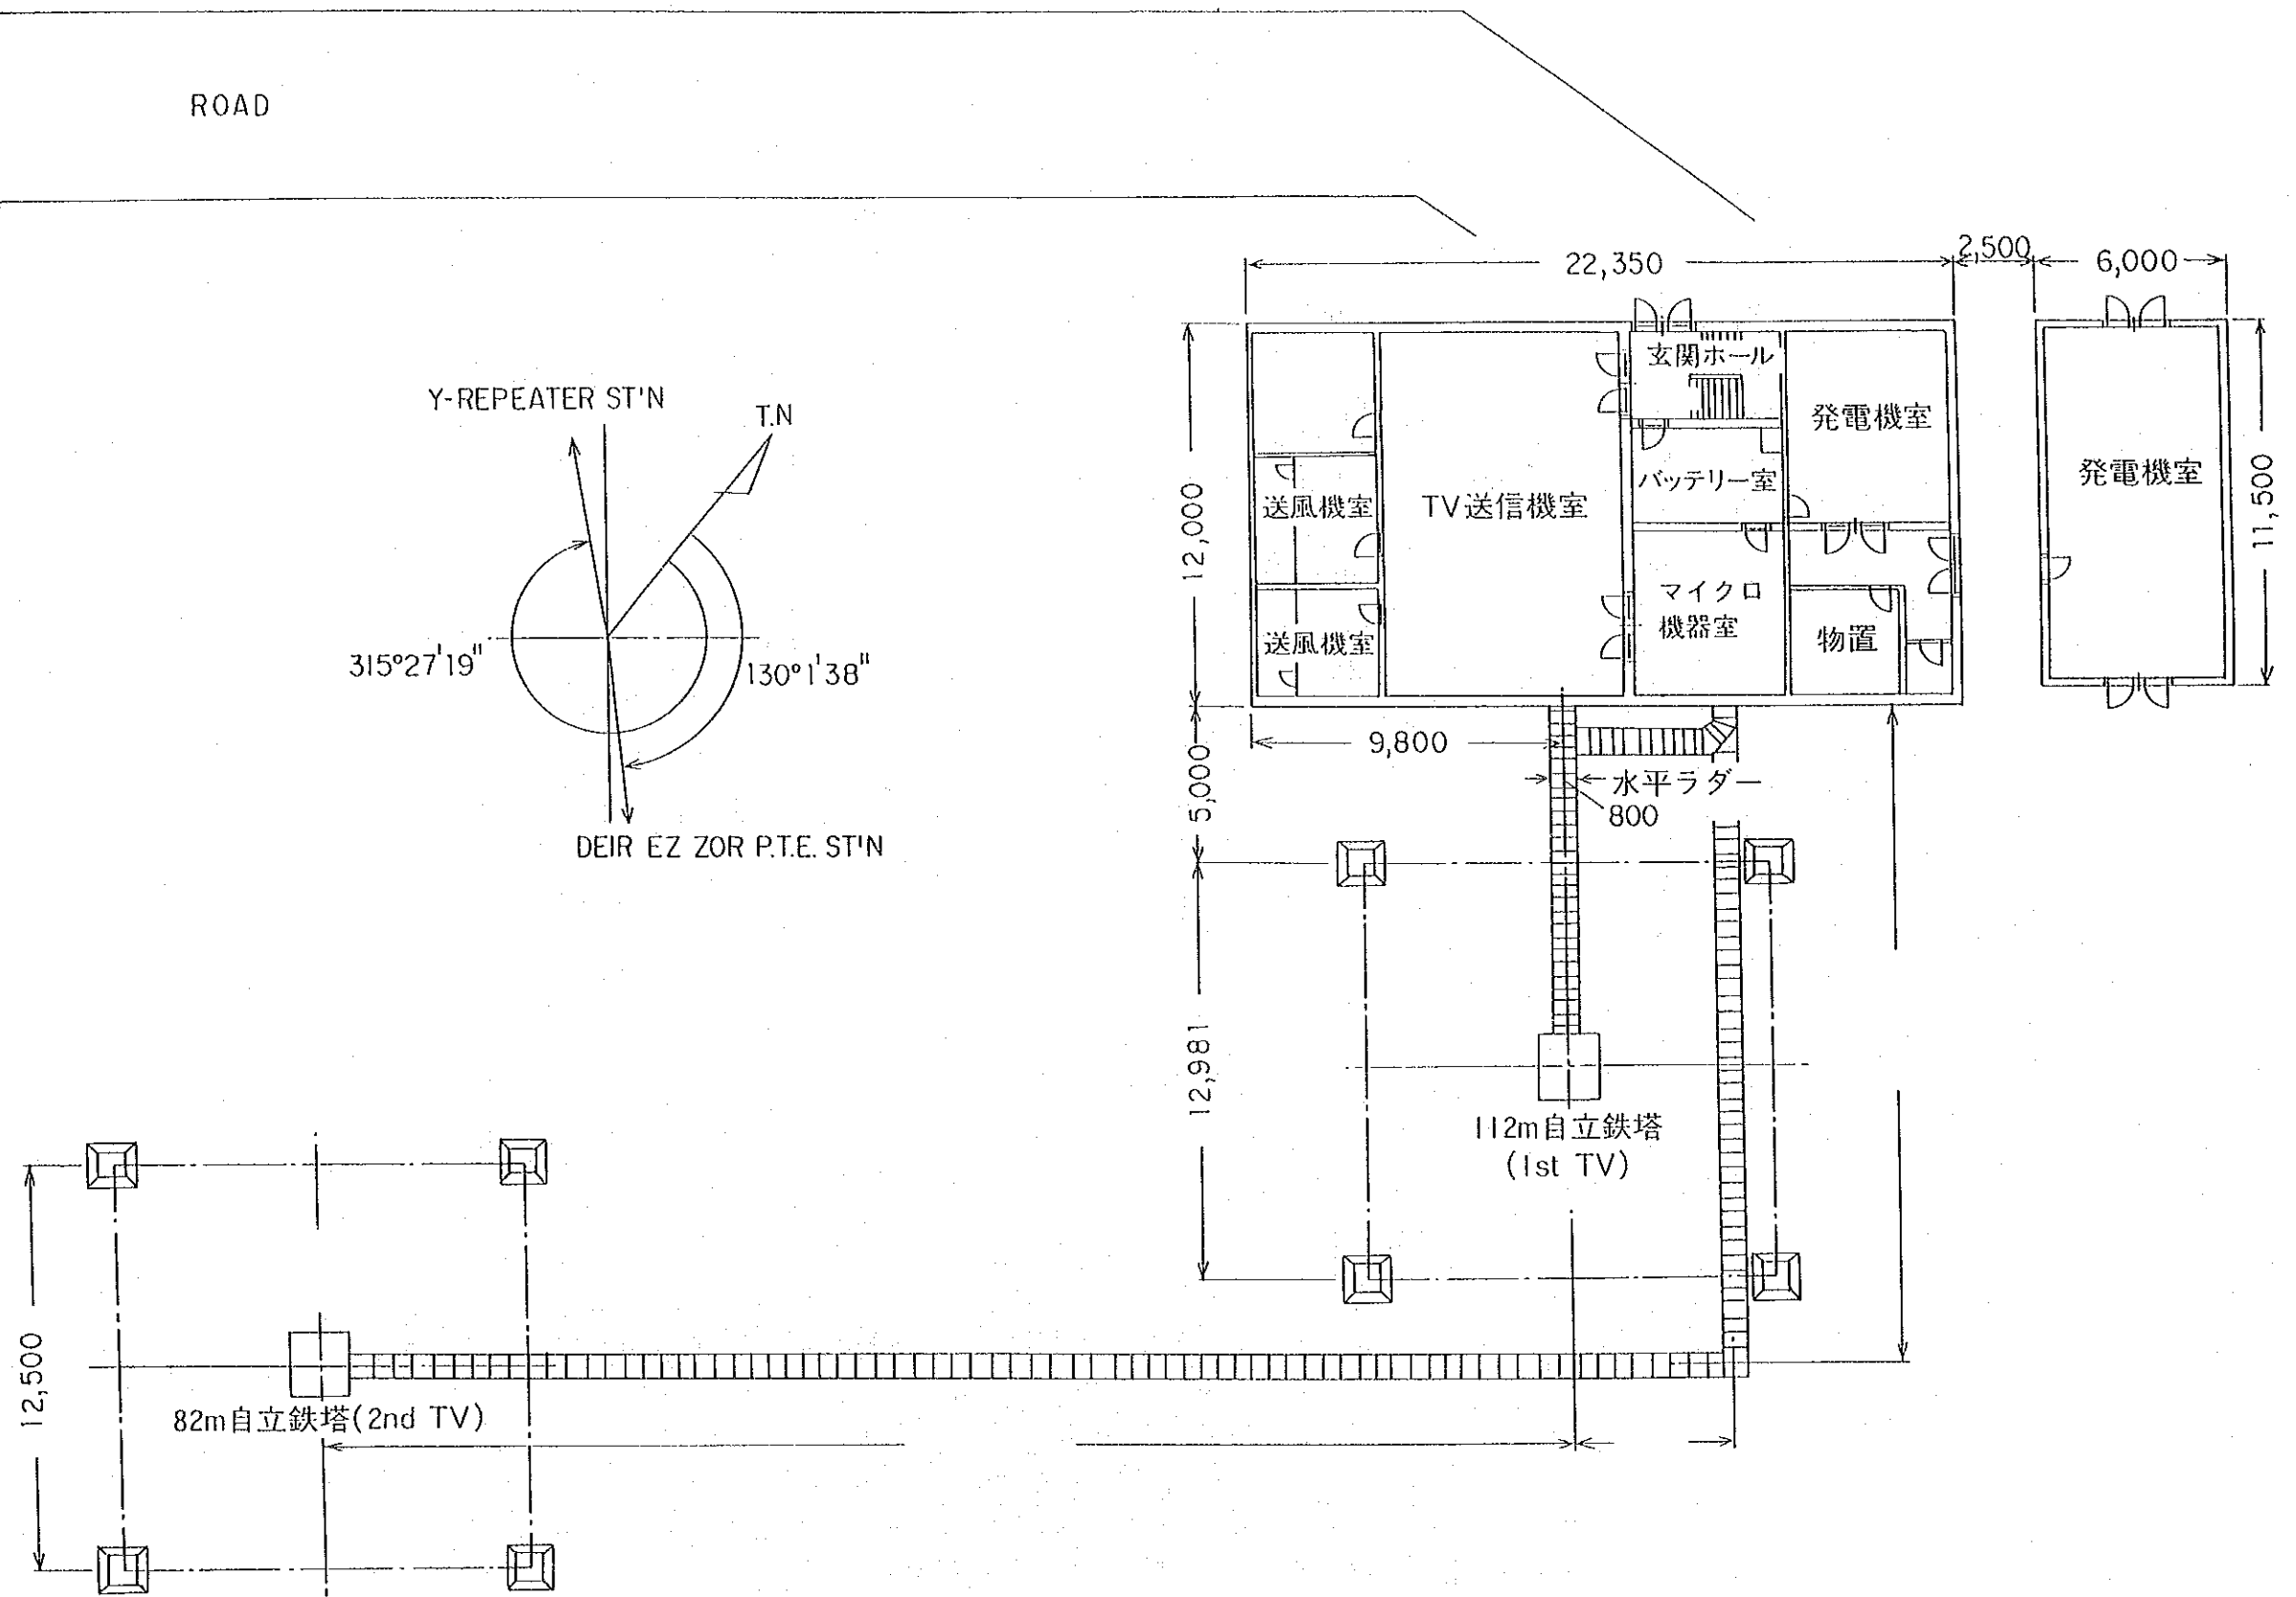 ROAD
22,350
2,500
6,000
玄関ホール
発電機室
発電機室
バッテリー室
TV送信機室
送風機室
送風機室
マイクロ
機器室
物置
12,000
11,500
Y-REPEATER ST'N
T.N
315°27'19"
130°1'38"
DEIR EZ ZOR P.T.E. ST'N
9,800
水平ラダー
800
5,000
12,981
112m自立鉄塔
(1st TV)
12,500
82m自立鉄塔(2nd TV)